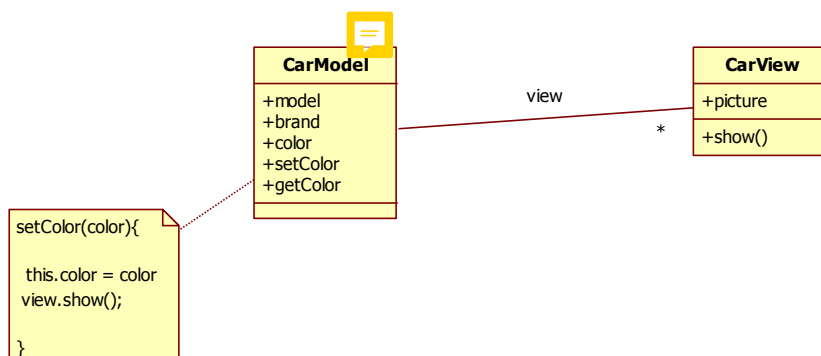 CarModel
+model
+brand
+color
+setColor
+getColor
view
*
CarView
+picture
+show()
setColor(color){
this.color = color
view.show();
}